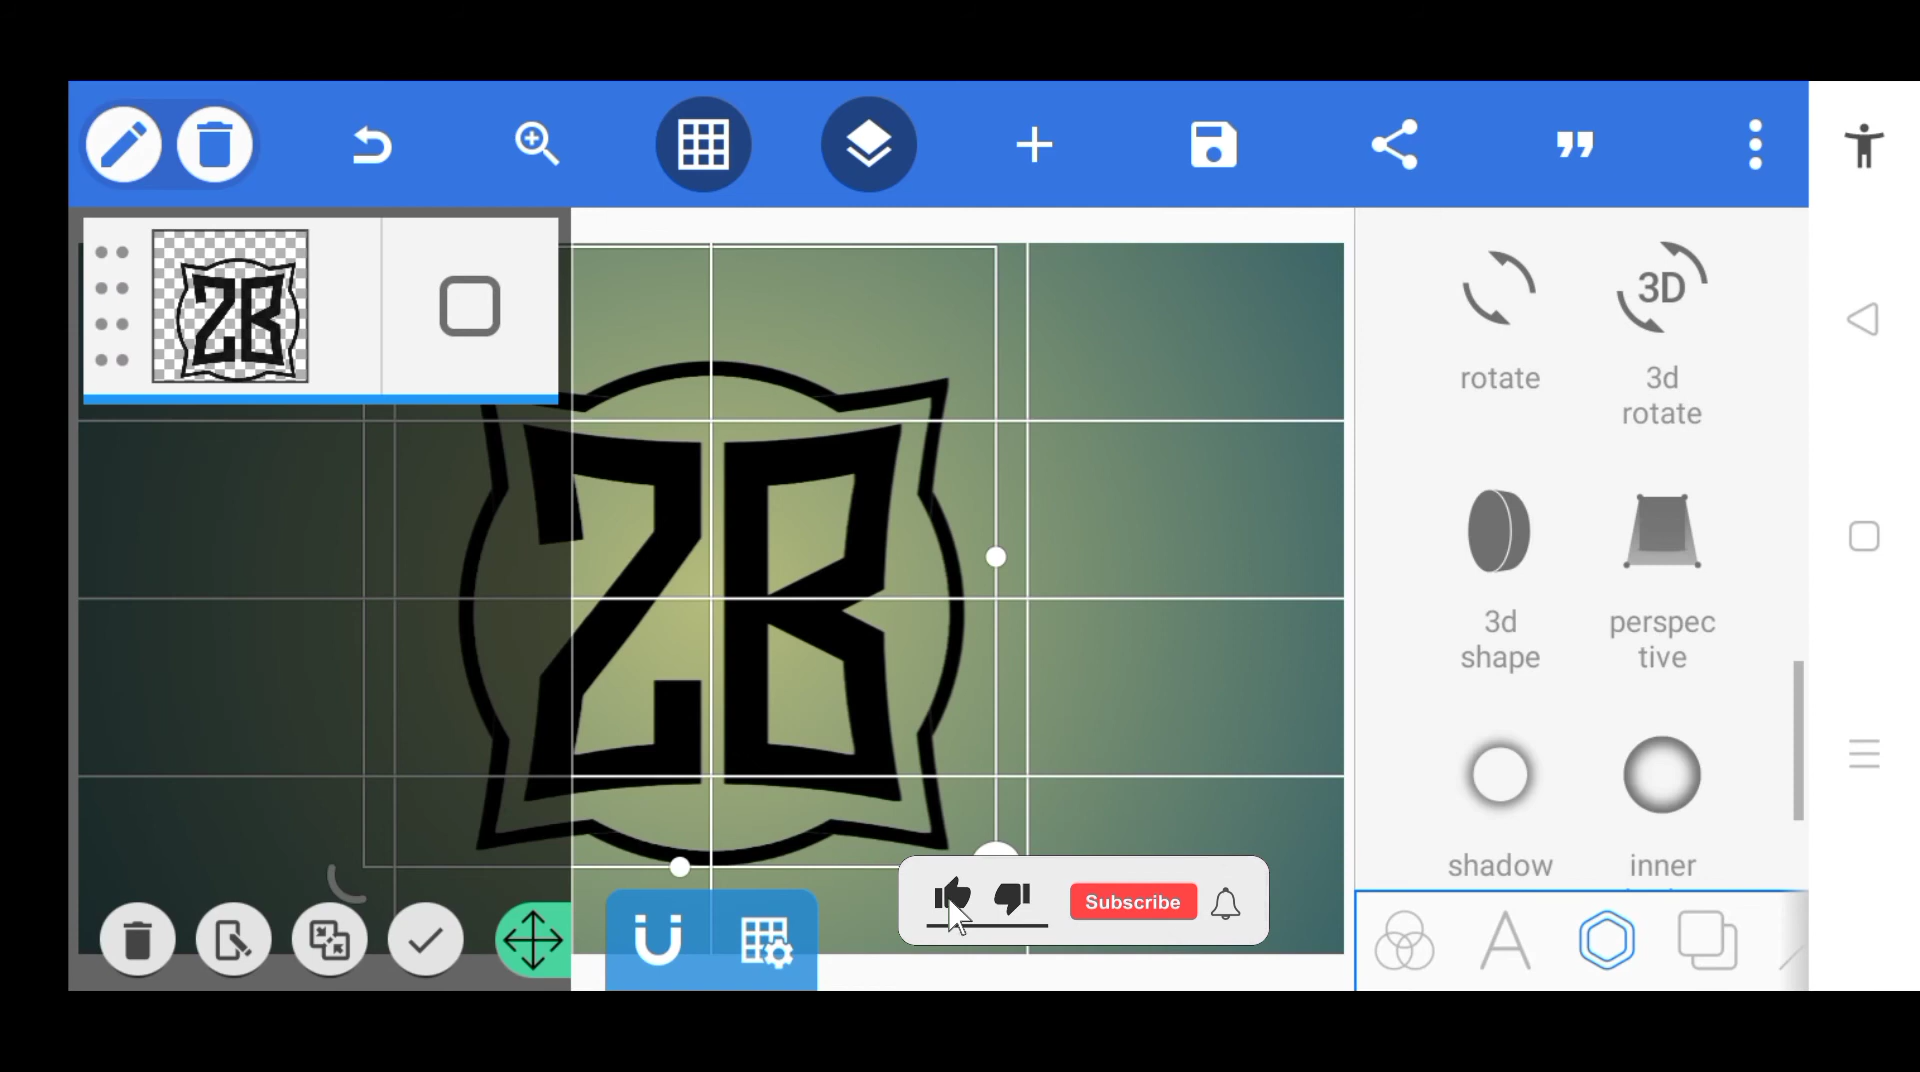 ZB
ZB
rotate
3D
3d
rotate
3d
shape
perspec
tive
shadow
inner
Subscribe
A